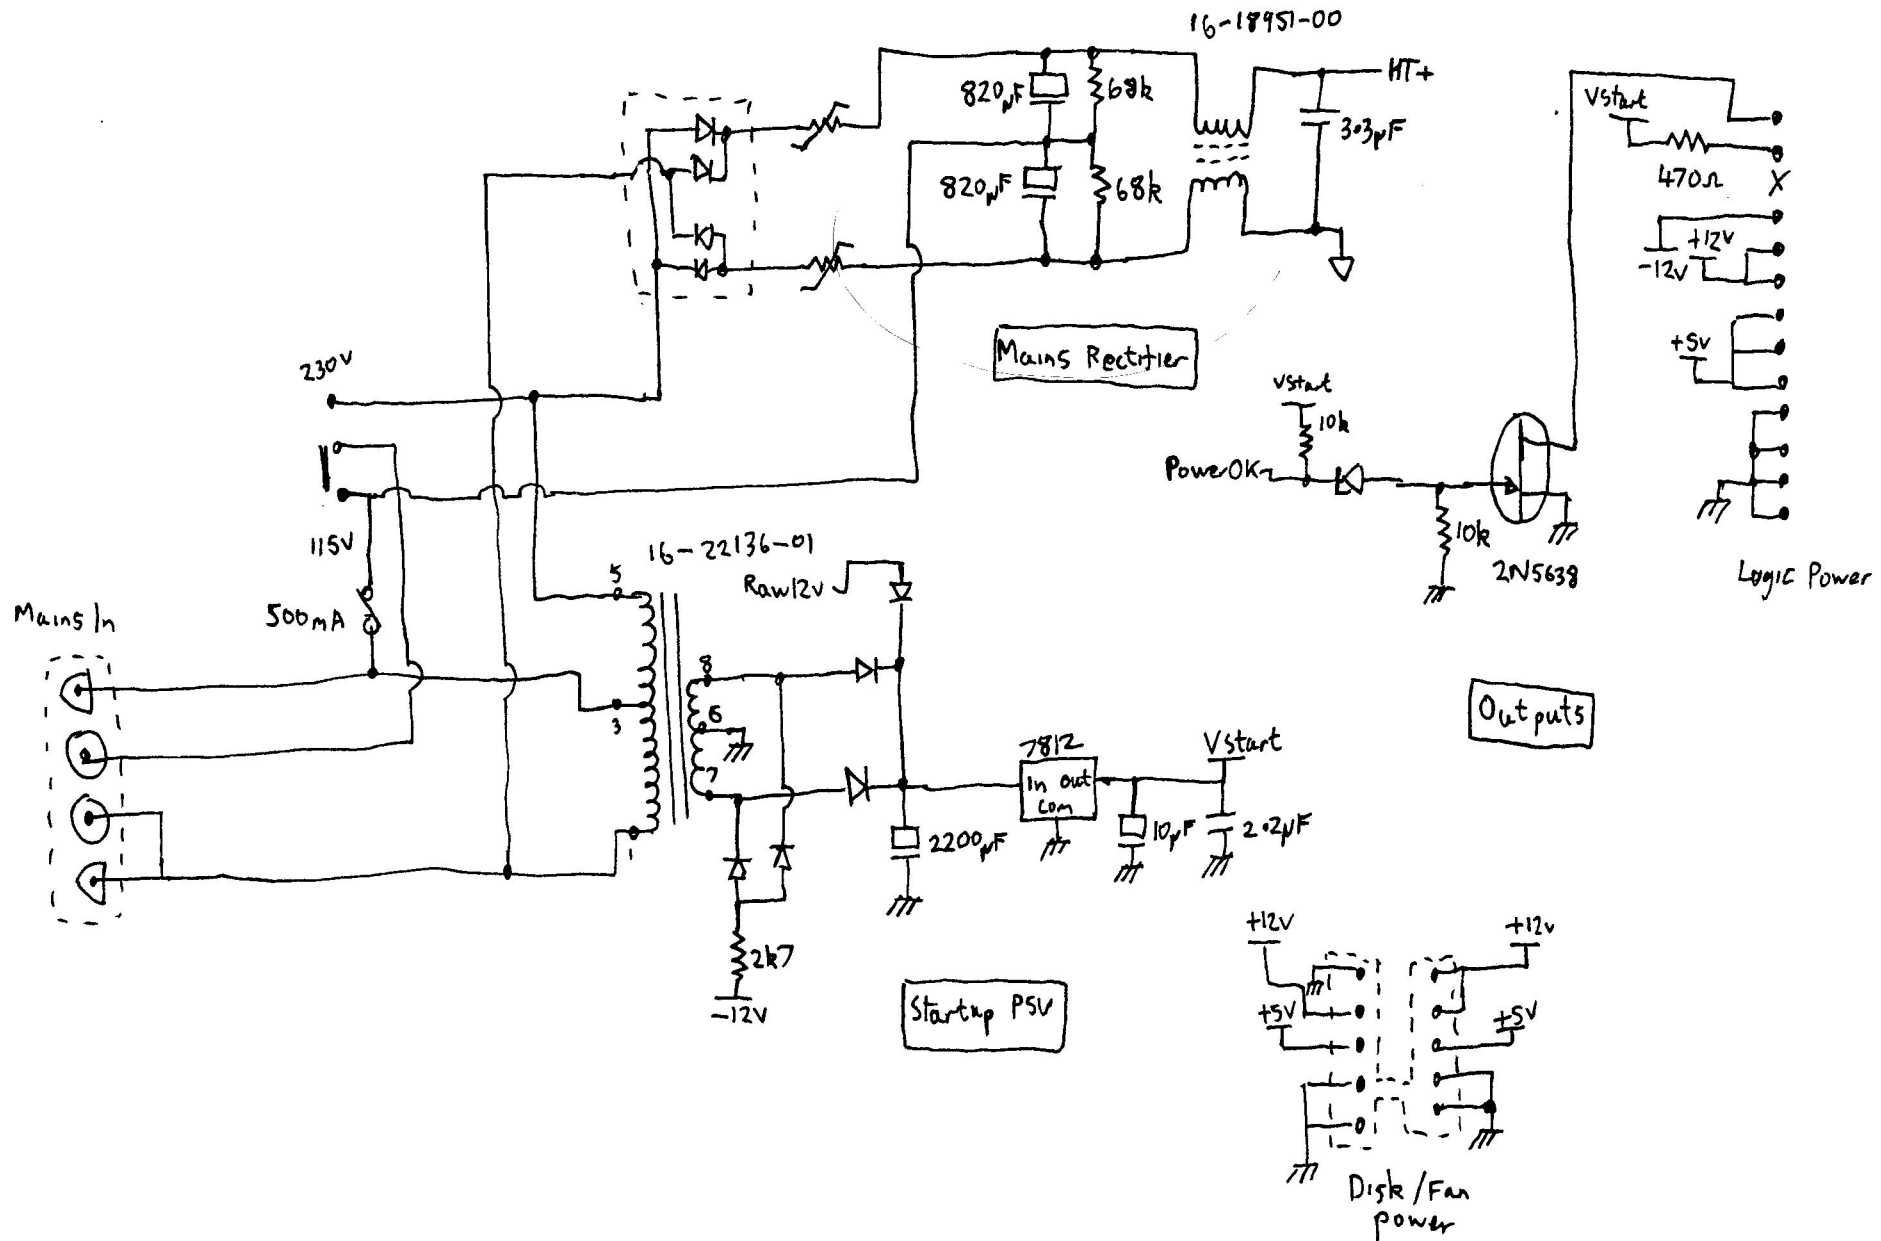 16-18951-00
HT+
820µF
68k
3.3µF
820µF
68k
Vstart
470Ω
X
+12V
-12V
+5V
Mains Rectifier
230V
Vstart
10k
PowerOK
10k
2N5638
Logic Power
115V
16-22136-01
Raw12V
5
500mA
Mains In
8
3
6
7
1
7812
In Out
Com
Vstart
2200µF
10µF
2.2µF
Outputs
2k7
-12V
Startup PSU
+12V
+12V
+5V
+5V
Disk/Fan
power